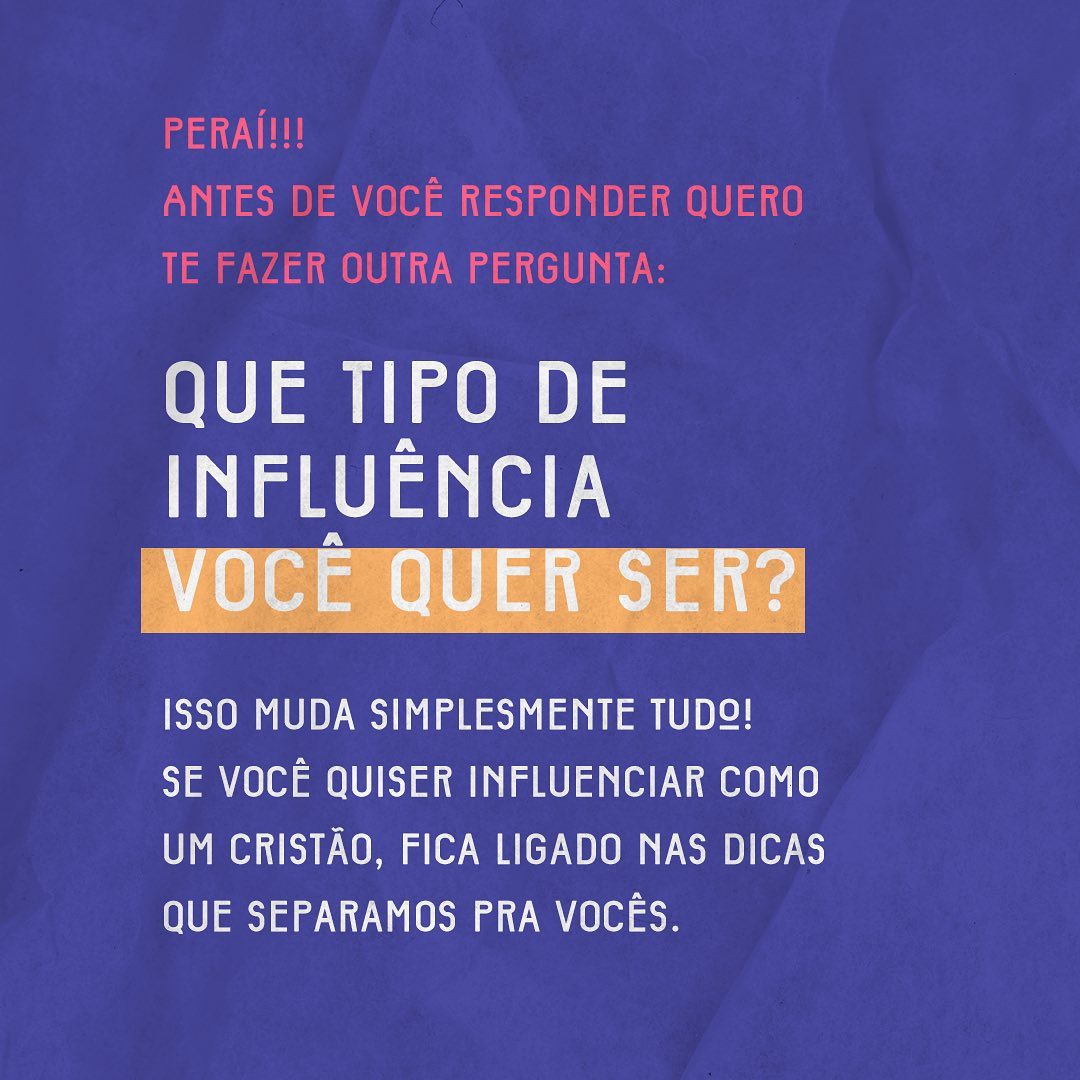 PERAÍ!!!
ANTES DE VOCÊ RESPONDER QUERO
TE FAZER OUTRA PERGUNTA:
QUE TIPO DE
INFLUÊNCIA
VOCÊ QUER SER?
ISSO MUDA SIMPLESMENTE TUDO!
SE VOCÊ QUISER INFLUENCIAR COMO
UM CRISTÃO, FICA LIGADO NAS DICAS
QUE SEPARAMOS PRA VOCÊS.